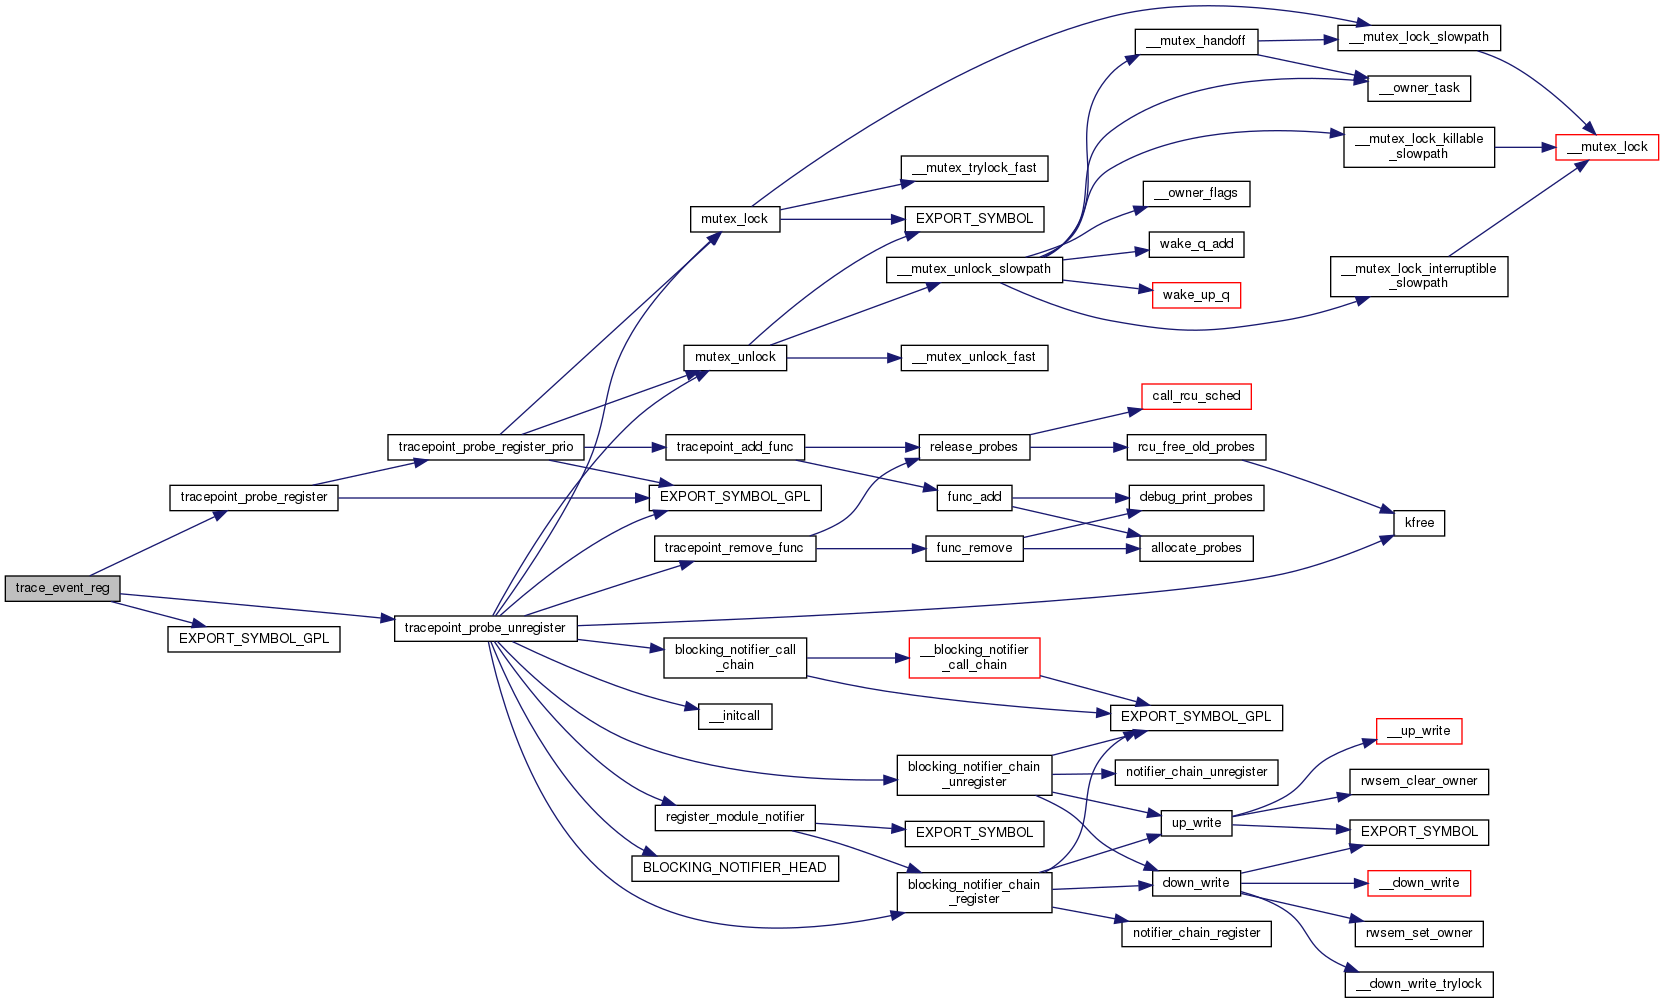 __mutex_handoff
__mutex_lock_slowpath
__owner_task
__mutex_lock_killable
_slowpath
__mutex_lock
__mutex_trylock_fast
__owner_flags
mutex_lock
EXPORT_SYMBOL
wake_q_add
__mutex_unlock_slowpath
__mutex_lock_interruptible
_slowpath
wake_up_q
mutex_unlock
__mutex_unlock_fast
call_rcu_sched
tracepoint_probe_register_prio
tracepoint_add_func
release_probes
rcu_free_old_probes
tracepoint_probe_register
EXPORT_SYMBOL_GPL
func_add
debug_print_probes
kfree
tracepoint_remove_func
func_remove
allocate_probes
trace_event_reg
EXPORT_SYMBOL_GPL
tracepoint_probe_unregister
blocking_notifier_call
_chain
__blocking_notifier
_call_chain
__initcall
EXPORT_SYMBOL_GPL
__up_write
blocking_notifier_chain
_unregister
notifier_chain_unregister
rwsem_clear_owner
register_module_notifier
EXPORT_SYMBOL
up_write
EXPORT_SYMBOL
BLOCKING_NOTIFIER_HEAD
blocking_notifier_chain
_register
down_write
__down_write
notifier_chain_register
rwsem_set_owner
__down_write_trylock